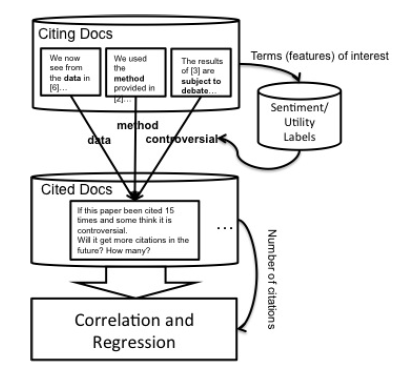 Citing Docs
We now
see from
the data in
[6]...
We used
the
method
provided in
[2]...
The results
of [3] are
subject to
debate...
Terms (features) of interest
Sentiment/
Utility
Labels
data
method
controversial
Cited Docs
If this paper been cited 15
times and some think it is
controversial.
Will it get more citations in the
future? How many?
...
Number of citations
Correlation and
Regression